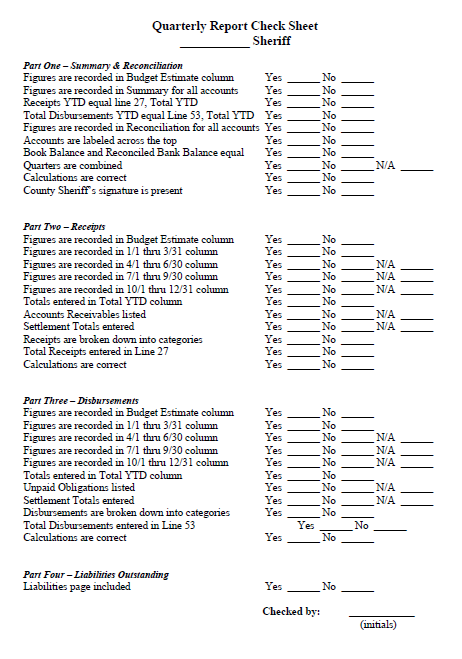 Quarterly Report Check Sheet
____________ Sheriff
Part One – Summary & Reconciliation
Figures are recorded in Budget Estimate column Yes ______ No ______
Figures are recorded in Summary for all accounts Yes ______ No ______
Receipts YTD equal line 27, Total YTD Yes ______ No ______
Total Disbursements YTD equal Line 53, Total YTD Yes ______ No ______
Figures are recorded in Reconciliation for all accounts Yes ______ No ______
Accounts are labeled across the top Yes ______ No ______
Book Balance and Reconciled Bank Balance equal Yes ______ No ______
Quarters are combined Yes ______ No ______ N/A ______
Calculations are correct Yes ______ No ______
County Sheriff's signature is present Yes ______ No ______
Part Two – Receipts
Figures are recorded in Budget Estimate column Yes ______ No ______
Figures are recorded in 1/1 thru 3/31 column Yes ______ No ______
Figures are recorded in 4/1 thru 6/30 column Yes ______ No ______ N/A ______
Figures are recorded in 7/1 thru 9/30 column Yes ______ No ______ N/A ______
Figures are recorded in 10/1 thru 12/31 column Yes ______ No ______ N/A ______
Totals entered in Total YTD column Yes ______ No ______
Accounts Receivables listed Yes ______ No ______ N/A ______
Settlement Totals entered Yes ______ No ______ N/A ______
Receipts are broken down into categories Yes ______ No ______
Total Receipts entered in Line 27 Yes ______ No ______
Calculations are correct Yes ______ No ______
Part Three – Disbursements
Figures are recorded in Budget Estimate column Yes ______ No ______
Figures are recorded in 1/1 thru 3/31 column Yes ______ No ______
Figures are recorded in 4/1 thru 6/30 column Yes ______ No ______ N/A ______
Figures are recorded in 7/1 thru 9/30 column Yes ______ No ______ N/A ______
Figures are recorded in 10/1 thru 12/31 column Yes ______ No ______ N/A ______
Totals entered in Total YTD column Yes ______ No ______
Unpaid Obligations listed Yes ______ No ______ N/A ______
Settlement Totals entered Yes ______ No ______ N/A ______
Disbursements are broken down into categories Yes ______ No ______
Total Disbursements entered in Line 53 Yes ______ No ______
Calculations are correct Yes ______ No ______
Part Four – Liabilities Outstanding
Liabilities page included Yes ______ No ______
Checked by: ____________
(initials)